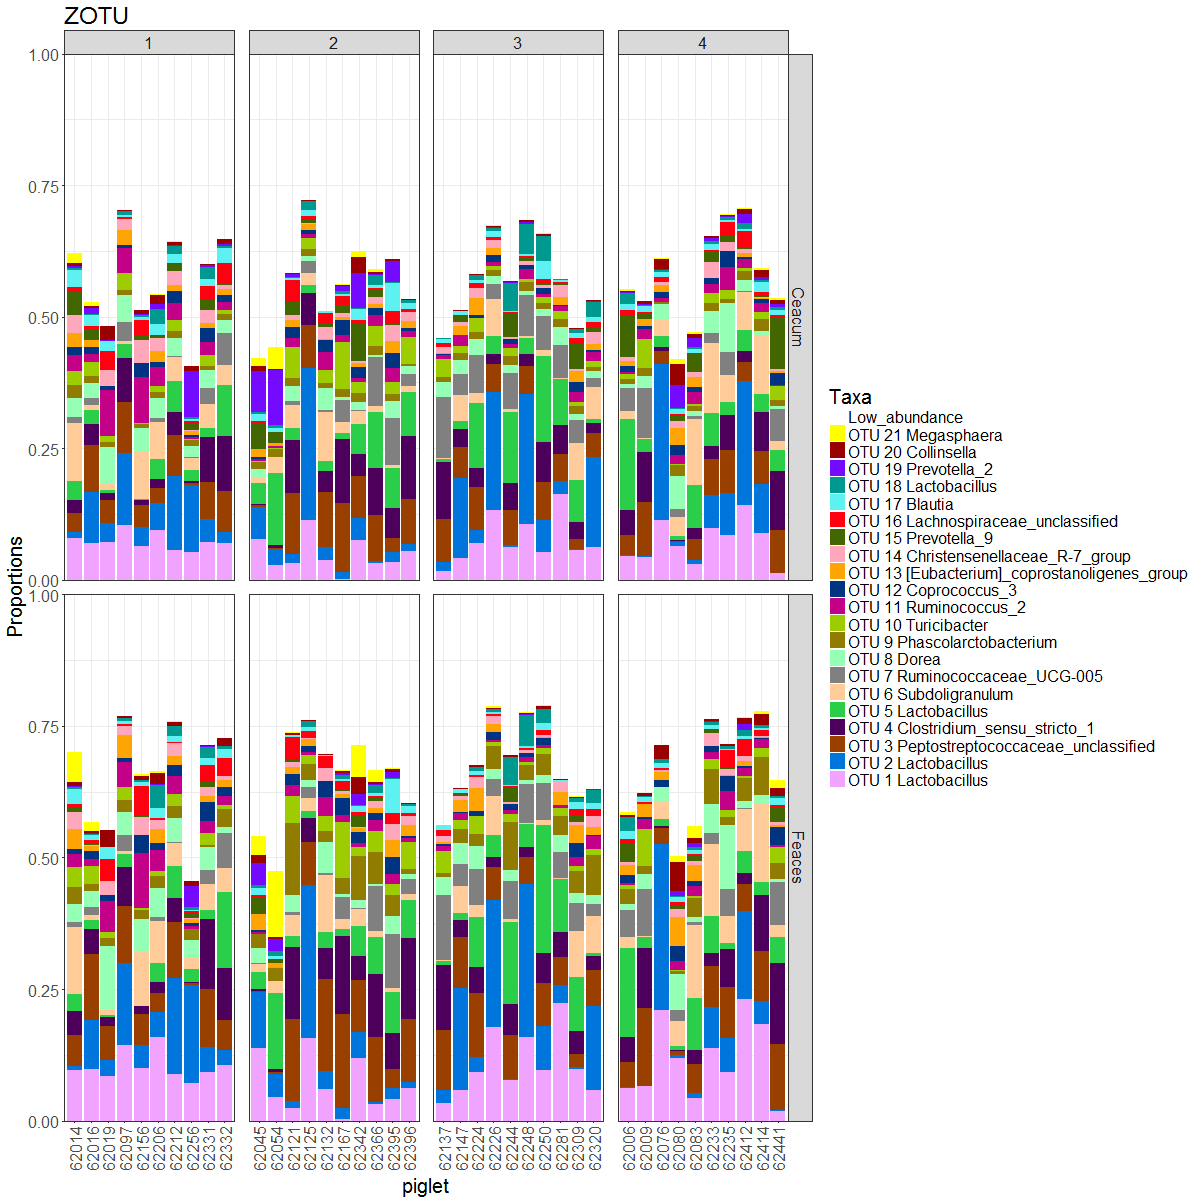 ZOTU
1 2 3 4
1.00
0.75
0.50
0.25
0.00
Ceacum
1.00
0.75
0.50
0.25
0.00
Feaces
Proportions
62014 62016 62019 62097 62156 62206 62212 62256 62331 62332
62045 62054 62121 62125 62132 62167 62342 62366 62395 62396
62137 62147 62224 62226 62244 62248 62250 62281 62309 62320
62006 62009 62076 62080 62083 62233 62235 62412 62414 62441
piglet
Taxa
Low_abundance
OTU 21 Megasphaera
OTU 20 Collinsella
OTU 19 Prevotella_2
OTU 18 Lactobacillus
OTU 17 Blautia
OTU 16 Lachnospiraceae_unclassified
OTU 15 Prevotella_9
OTU 14 Christensenellaceae_R-7_group
OTU 13 [Eubacterium]_coprostanoligenes_group
OTU 12 Coprococcus_3
OTU 11 Ruminococcus_2
OTU 10 Turicibacter
OTU 9 Phascolarctobacterium
OTU 8 Dorea
OTU 7 Ruminococcaceae_UCG-005
OTU 6 Subdoligranulum
OTU 5 Lactobacillus
OTU 4 Clostridium_sensu_stricto_1
OTU 3 Peptostreptococcaceae_unclassified
OTU 2 Lactobacillus
OTU 1 Lactobacillus